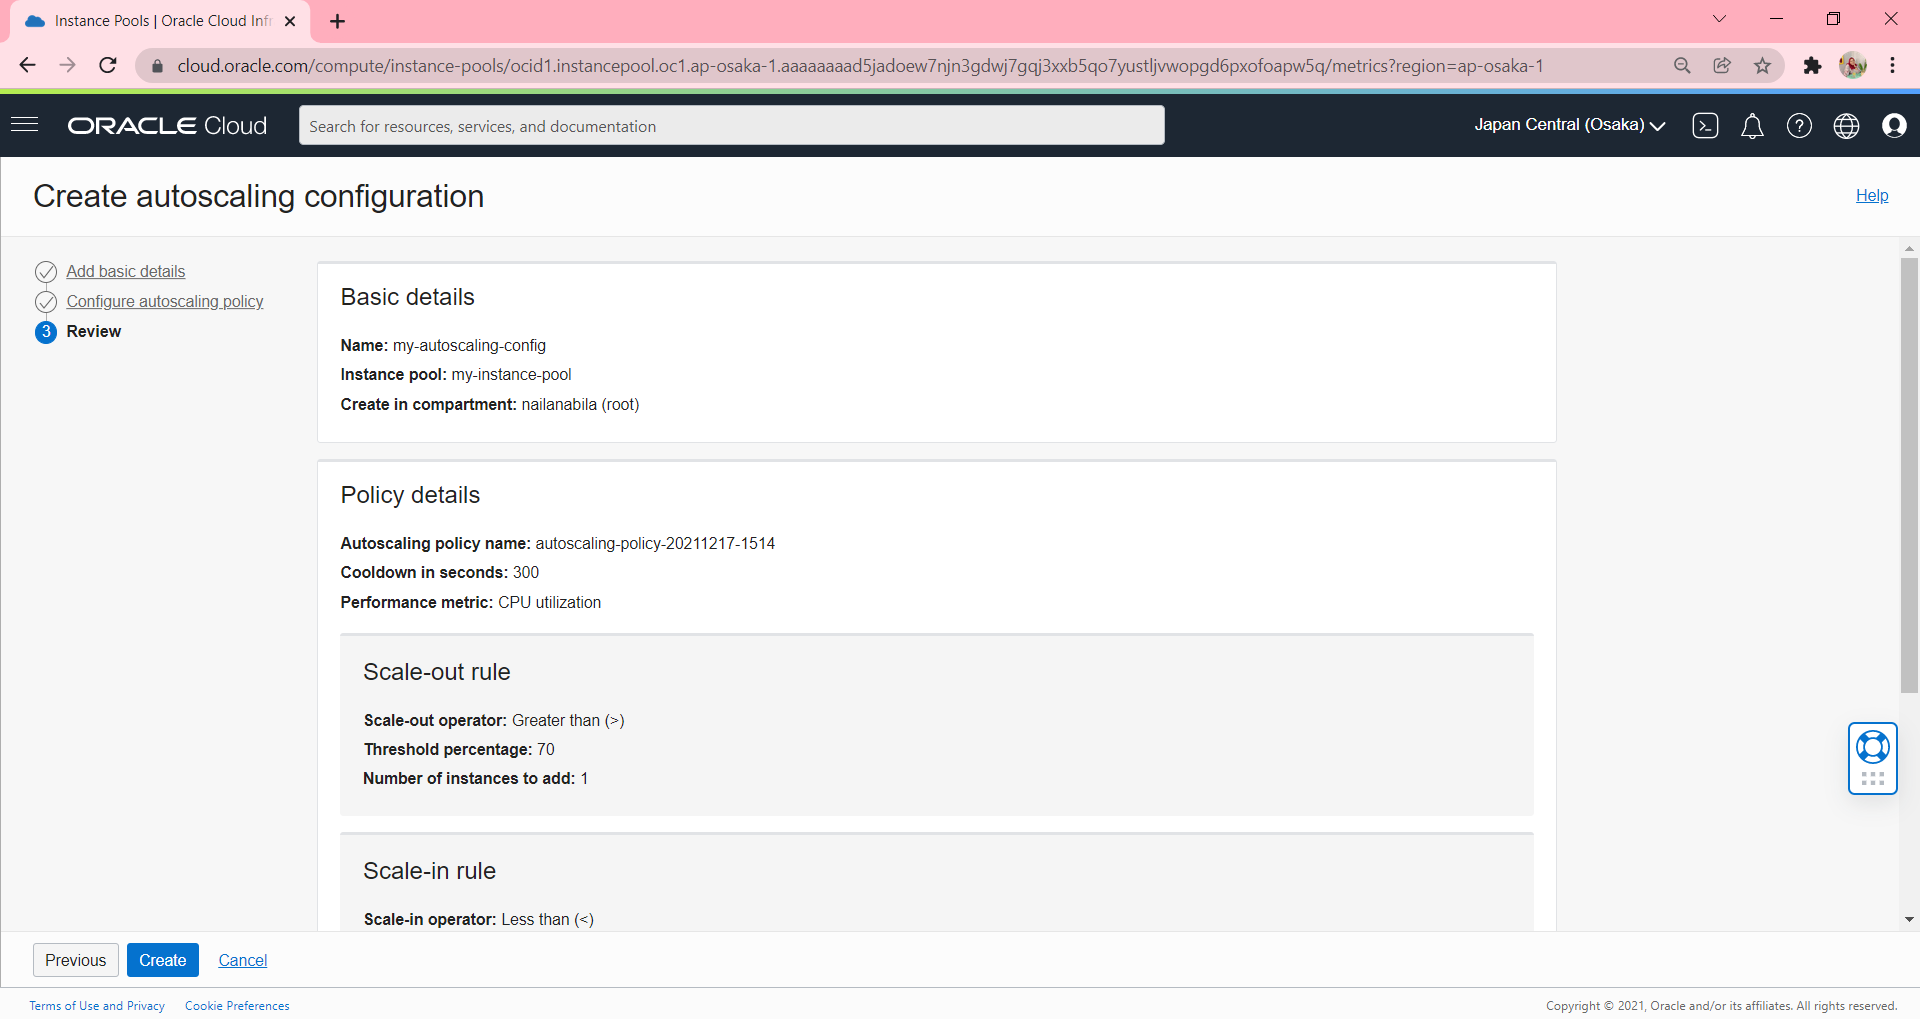 Instance Pools | Oracle Cloud Infr
cloud.oracle.com/compute/instance-pools/ocid1.instancepool.oc1.ap-osaka-1.aaaaaaaad5jadoew7njn3gdwj7gqj3xxb5qo7yustljvwopgd6pxofoapw5q/metrics?region=ap-osaka-1
ORACLE Cloud
Search for resources, services, and documentation
Japan Central (Osaka)
Create autoscaling configuration
Help
Add basic details
Configure autoscaling policy
3 Review
Basic details
Name: my-autoscaling-config
Instance pool: my-instance-pool
Create in compartment: nailanabila (root)
Policy details
Autoscaling policy name: autoscaling-policy-20211217-1514
Cooldown in seconds: 300
Performance metric: CPU utilization
Scale-out rule
Scale-out operator: Greater than (>)
Threshold percentage: 70
Number of instances to add: 1
Scale-in rule
Scale-in operator: Less than (<)
Previous
Create
Cancel
Terms of Use and Privacy
Cookie Preferences
Copyright © 2021, Oracle and/or its affiliates. All rights reserved.